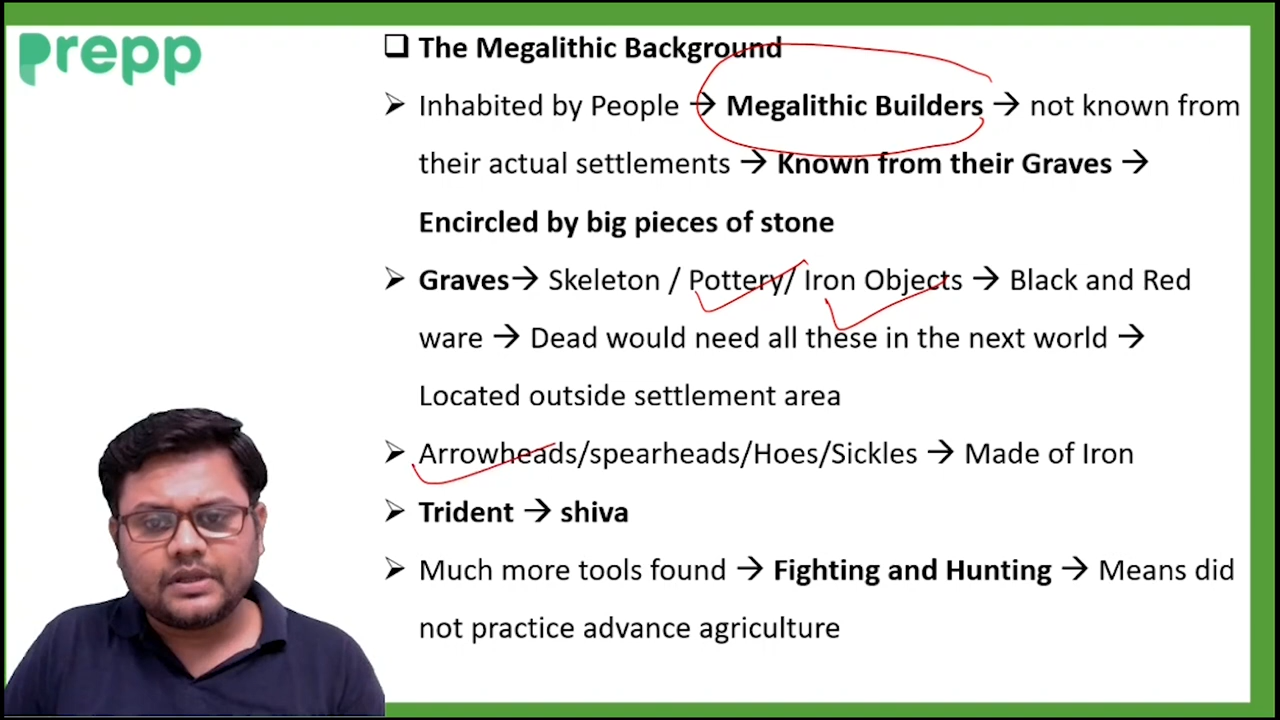 prepp
❑ The Megalithic Background
➢ Inhabited by People → Megalithic Builders → not known from
their actual settlements → Known from their Graves →
Encircled by big pieces of stone
➢ Graves→ Skeleton / Pottery/ Iron Objects → Black and Red
ware → Dead would need all these in the next world →
Located outside settlement area
➢ Arrowheads/spearheads/Hoes/Sickles → Made of Iron
➢ Trident → shiva
➢ Much more tools found → Fighting and Hunting → Means did
not practice advance agriculture